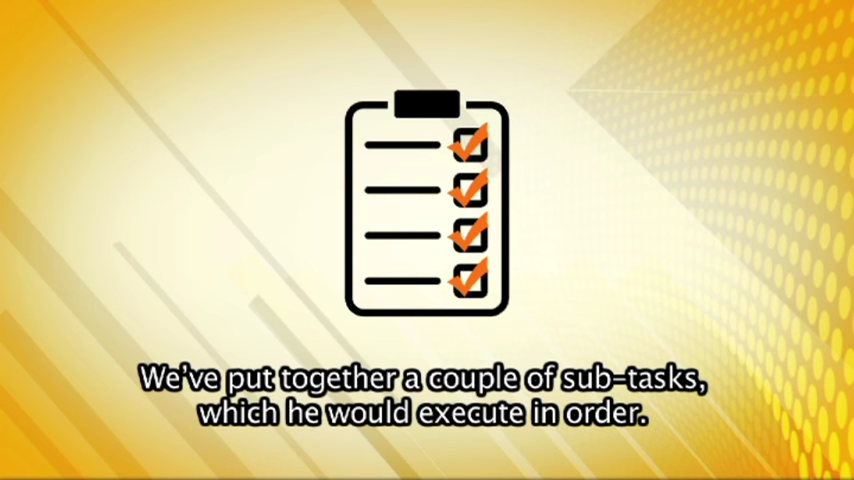 We've put together a couple of sub-tasks,
which he would execute in order.